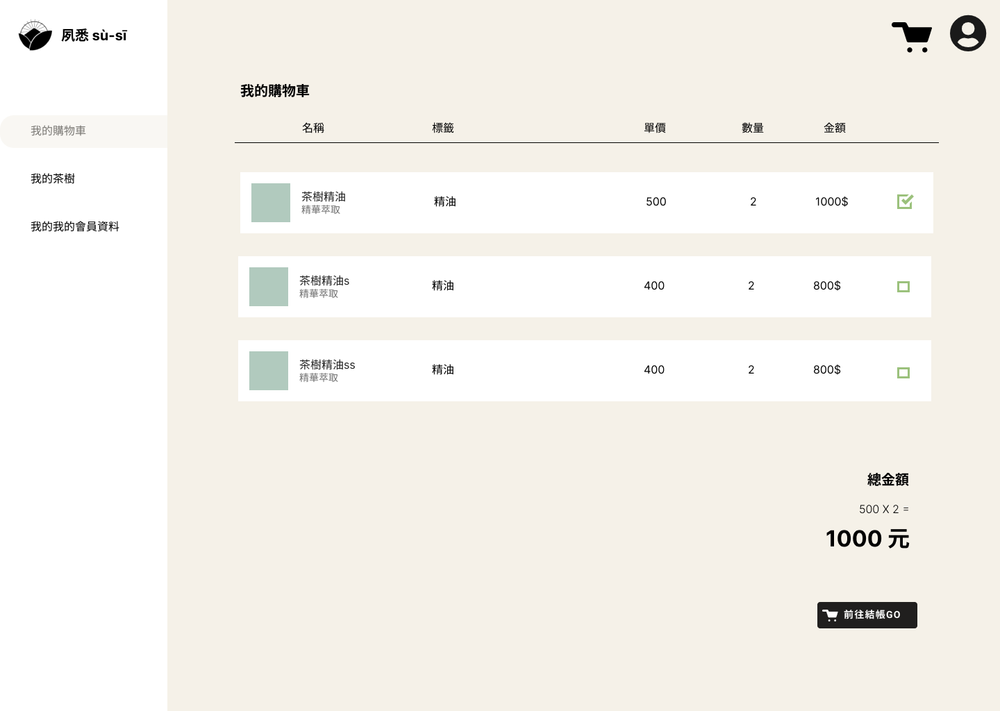 夙悉 sù-sī
我的購物車
我的茶樹
我的我的會員資料
我的購物車
名稱 標籤 單價 數量 金額
茶樹精油
精華萃取
精油 500 2 1000$
茶樹精油s
精華萃取
精油 400 2 800$
茶樹精油ss
精華萃取
精油 400 2 800$
總金額
500 X 2 =
1000 元
前往結帳GO